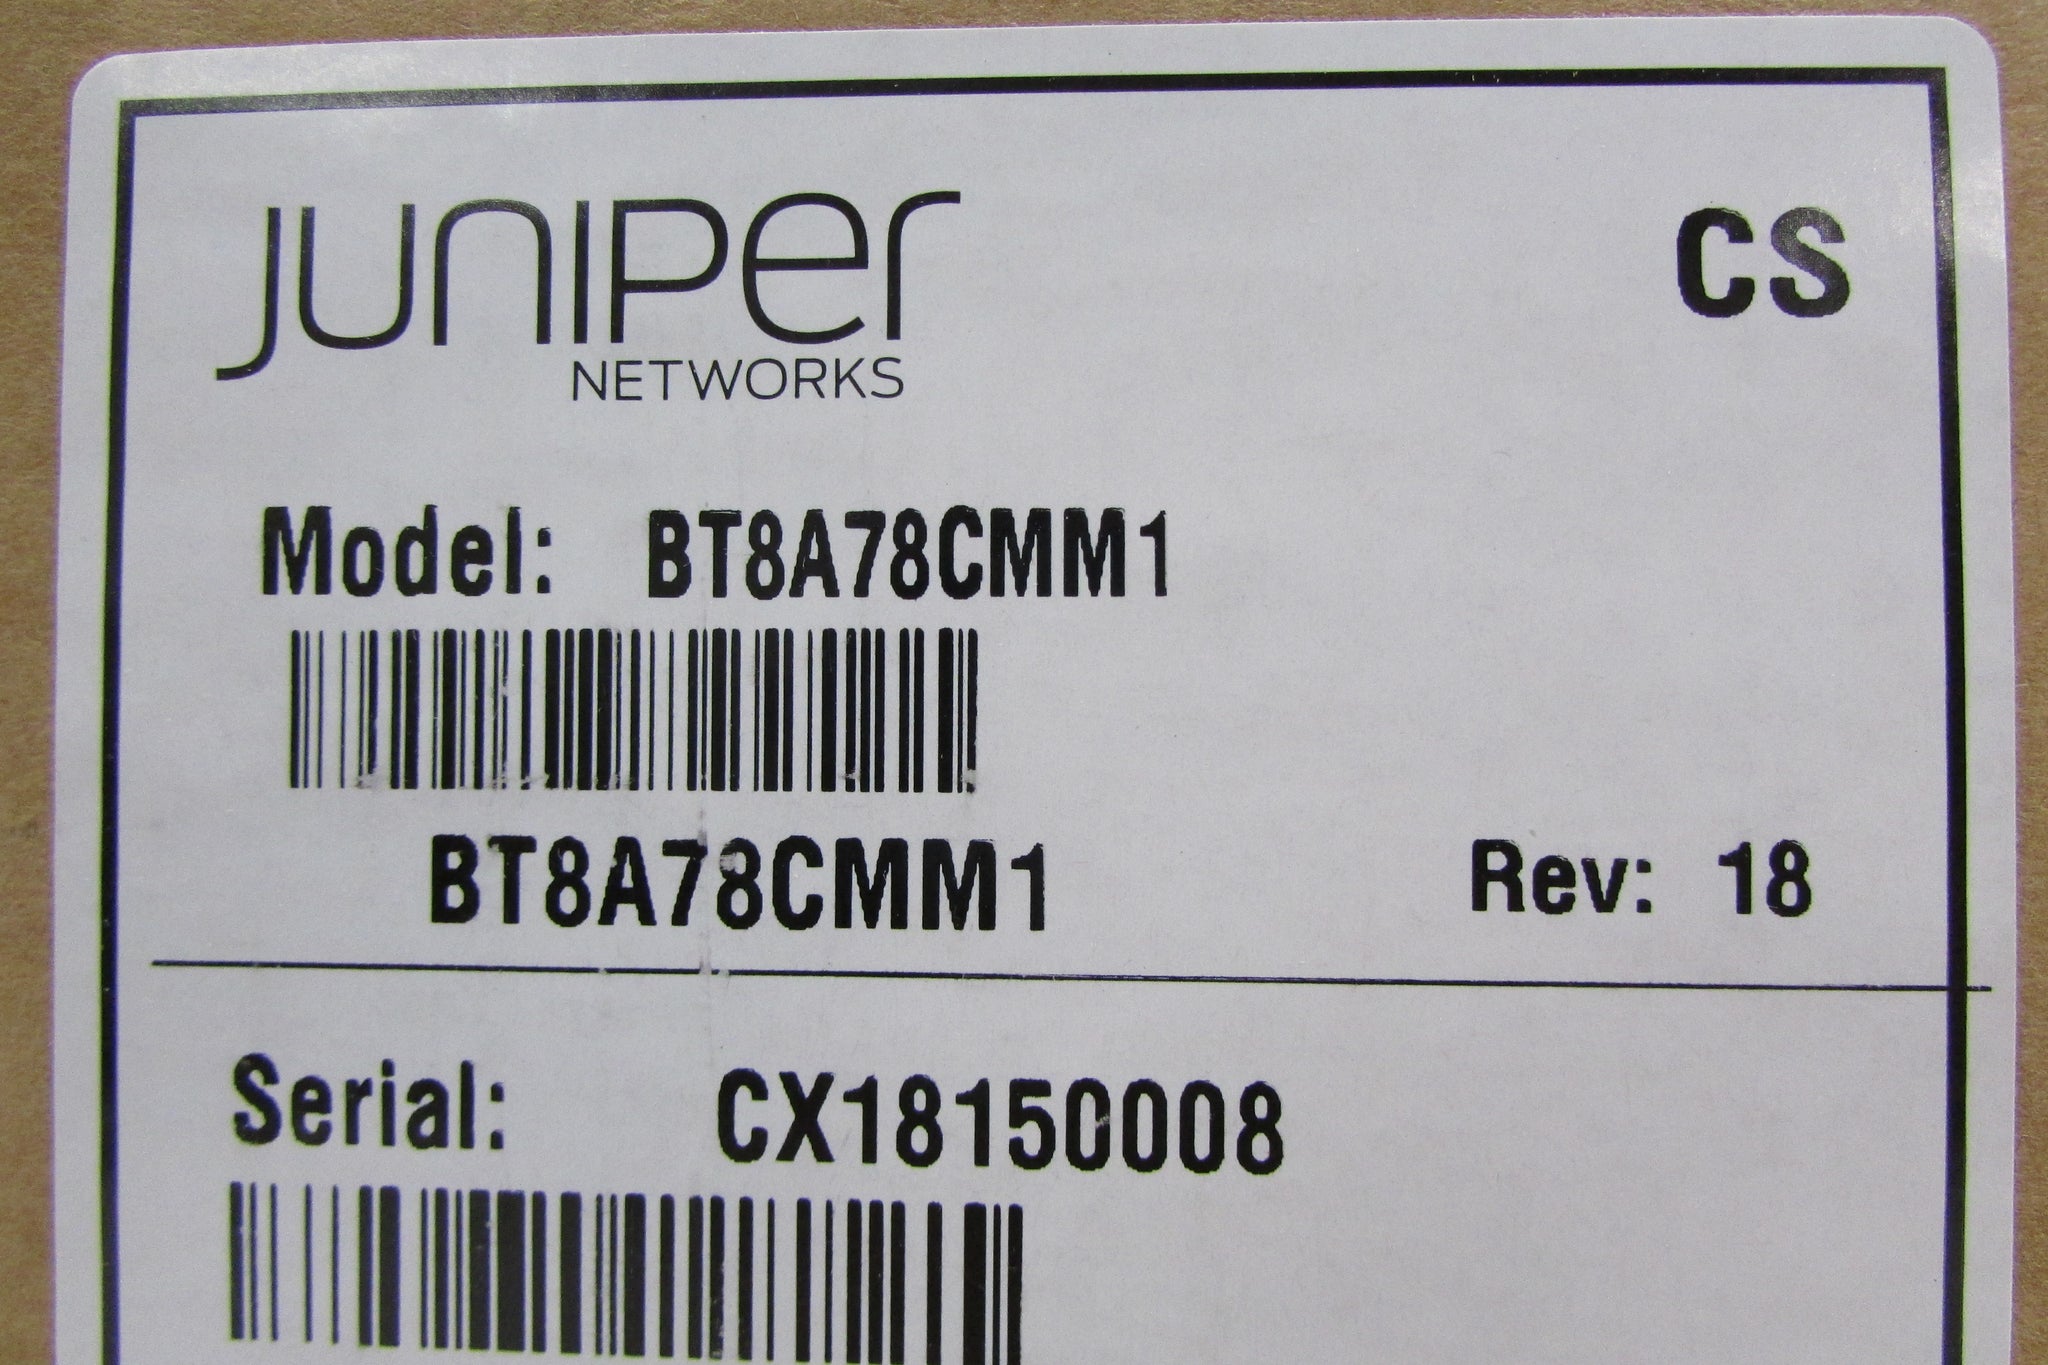 Juniper
NETWORKS
CS
Model: BT8A78CMM1
BT8A78CMM1
Rev: 18
Serial: CX18150008